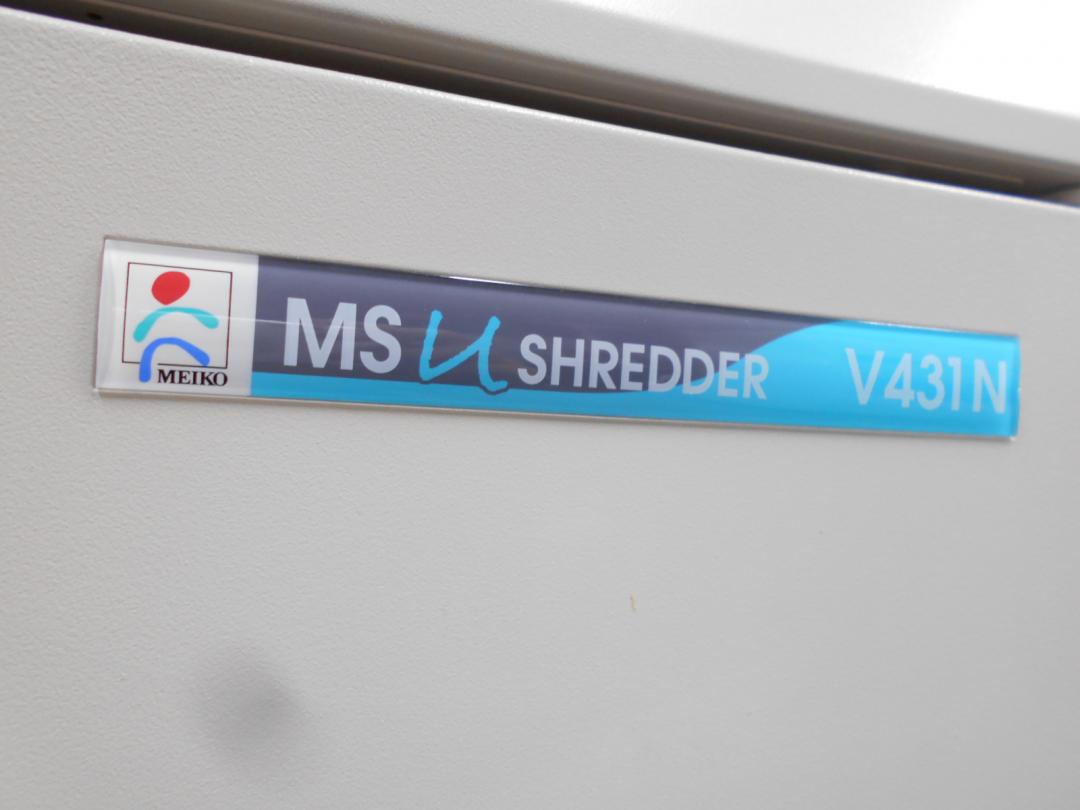 MEIKO
MS U SHREDDER V431N